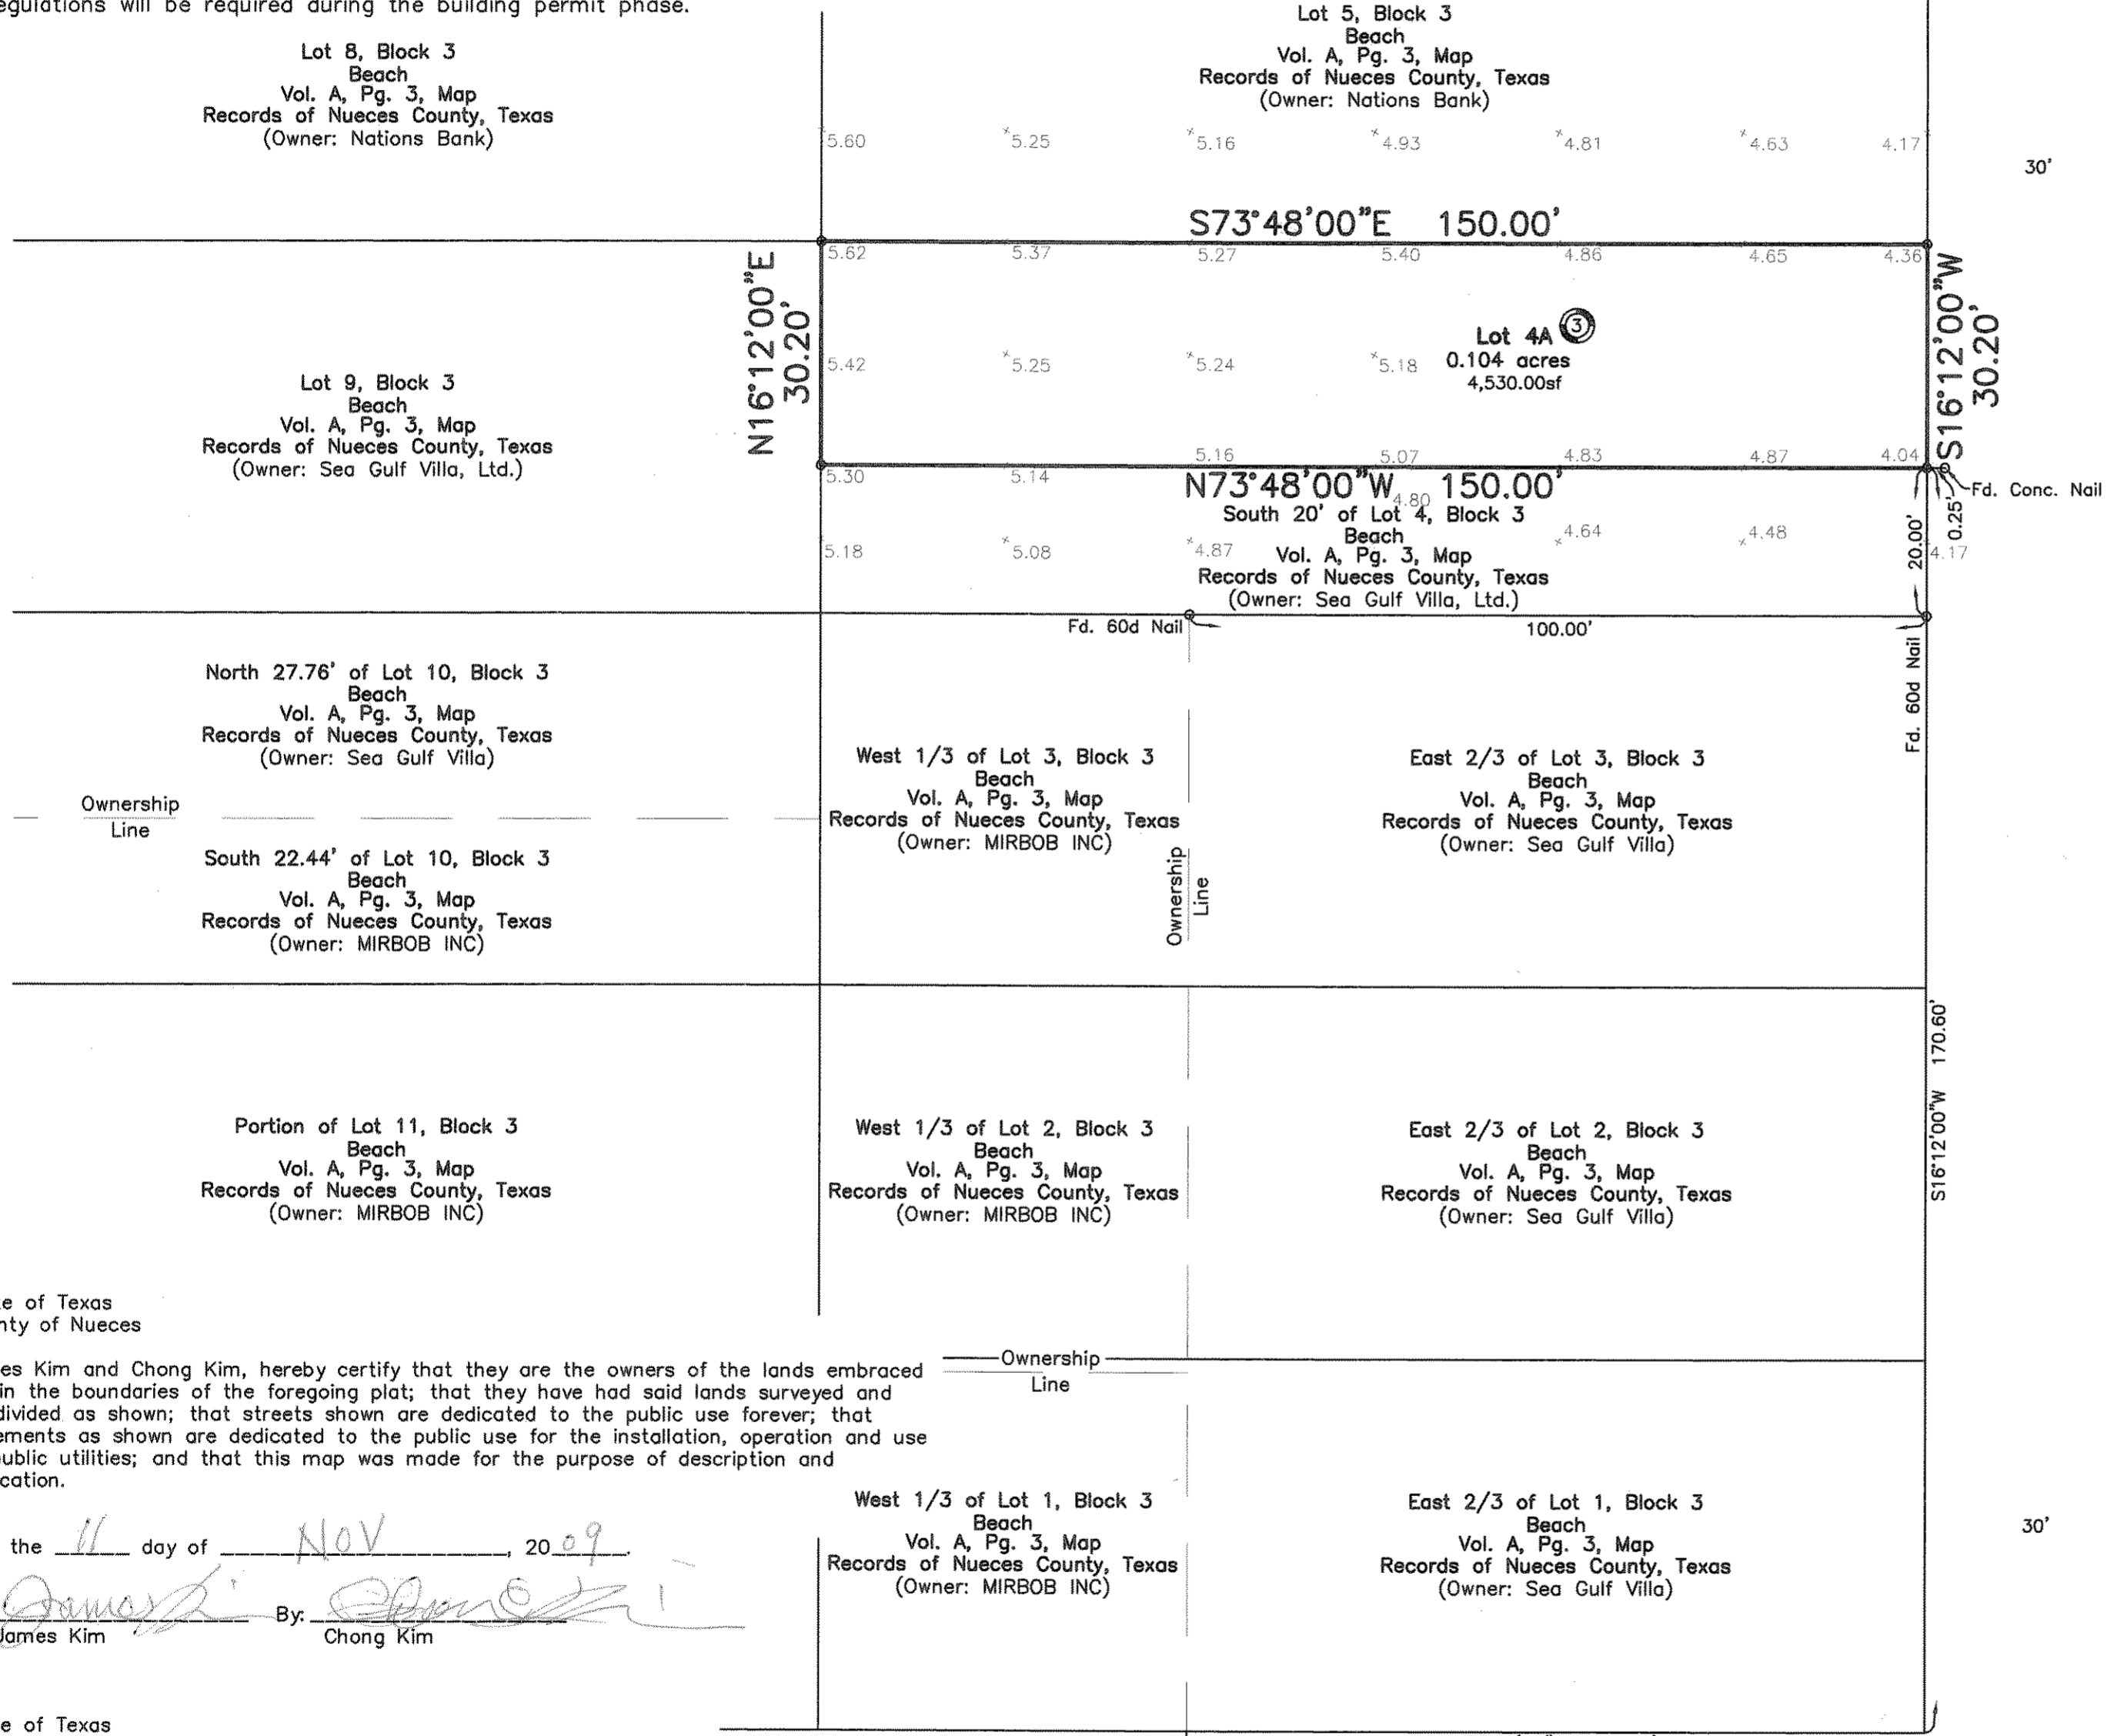 egulations will be required during the building permit phase.
Lot 8, Block 3
Beach
Vol. A, Pg. 3, Map
Records of Nueces County, Texas
(Owner: Nations Bank)
Lot 5, Block 3
Beach
Vol. A, Pg. 3, Map
Records of Nueces County, Texas
(Owner: Nations Bank)
5.60 5.25 5.16 4.93 4.81 4.63 4.17
30'
S73°48'00"E 150.00'
5.62 5.37 5.27 5.40 4.86 4.65 4.36
N16°12'00"E
30.20'
S16°12'00"W
30.20'
Lot 4A 3
0.104 acres
4,530.00sf
5.42 5.25 5.24 5.18
Lot 9, Block 3
Beach
Vol. A, Pg. 3, Map
Records of Nueces County, Texas
(Owner: Sea Gulf Villa, Ltd.)
5.16 5.07 4.83 4.87 4.04
5.30 5.14
N73°48'00"W 150.00'
4.80
Fd. Conc. Nail
0.25'
20.00'
South 20' of Lot 4, Block 3
Beach
Vol. A, Pg. 3, Map
Records of Nueces County, Texas
(Owner: Sea Gulf Villa, Ltd.)
5.18 5.08 4.87 4.64 4.48 4.17
Fd. 60d Nail
100.00'
Fd. 60d Nail
North 27.76' of Lot 10, Block 3
Beach
Vol. A, Pg. 3, Map
Records of Nueces County, Texas
(Owner: Sea Gulf Villa)
Ownership
Line
South 22.44' of Lot 10, Block 3
Beach
Vol. A, Pg. 3, Map
Records of Nueces County, Texas
(Owner: MIRBOB INC)
West 1/3 of Lot 3, Block 3
Beach
Vol. A, Pg. 3, Map
Records of Nueces County, Texas
(Owner: MIRBOB INC)
Ownership
Line
East 2/3 of Lot 3, Block 3
Beach
Vol. A, Pg. 3, Map
Records of Nueces County, Texas
(Owner: Sea Gulf Villa)
S16°12'00"W 170.60'
Portion of Lot 11, Block 3
Beach
Vol. A, Pg. 3, Map
Records of Nueces County, Texas
(Owner: MIRBOB INC)
West 1/3 of Lot 2, Block 3
Beach
Vol. A, Pg. 3, Map
Records of Nueces County, Texas
(Owner: MIRBOB INC)
East 2/3 of Lot 2, Block 3
Beach
Vol. A, Pg. 3, Map
Records of Nueces County, Texas
(Owner: Sea Gulf Villa)
e of Texas
nty of Nueces
es Kim and Chong Kim, hereby certify that they are the owners of the lands embraced
in the boundaries of the foregoing plat; that they have had said lands surveyed and
divided as shown; that streets shown are dedicated to the public use forever; that
ements as shown are dedicated to the public use for the installation, operation and use
ublic utilities; and that this map was made for the purpose of description and
cation.
Ownership
Line
the 11 day of NOV, 2009.
James Kim By: Chong Kim
James Kim Chong Kim
West 1/3 of Lot 1, Block 3
Beach
Vol. A, Pg. 3, Map
Records of Nueces County, Texas
(Owner: MIRBOB INC)
East 2/3 of Lot 1, Block 3
Beach
Vol. A, Pg. 3, Map
Records of Nueces County, Texas
(Owner: Sea Gulf Villa)
30'
e of Texas